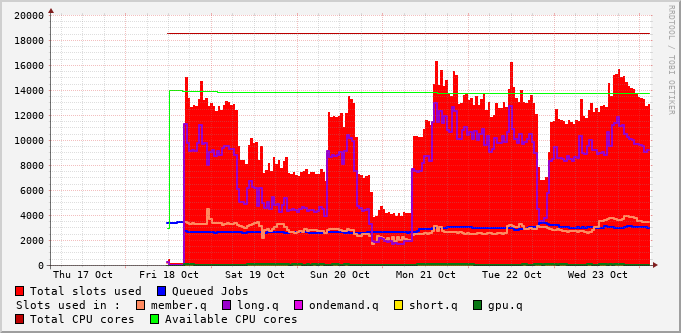 20000
18000
16000
14000
12000
10000
8000
6000
4000
2000
0
Thu 17 Oct Fri 18 Oct Sat 19 Oct Sun 20 Oct Mon 21 Oct Tue 22 Oct Wed 23 Oct
RRDTOOL / TOBI OETIKER
Total slots used Queued Jobs
Slots used in : member.q long.q ondemand.q short.q gpu.q
Total CPU cores Available CPU cores